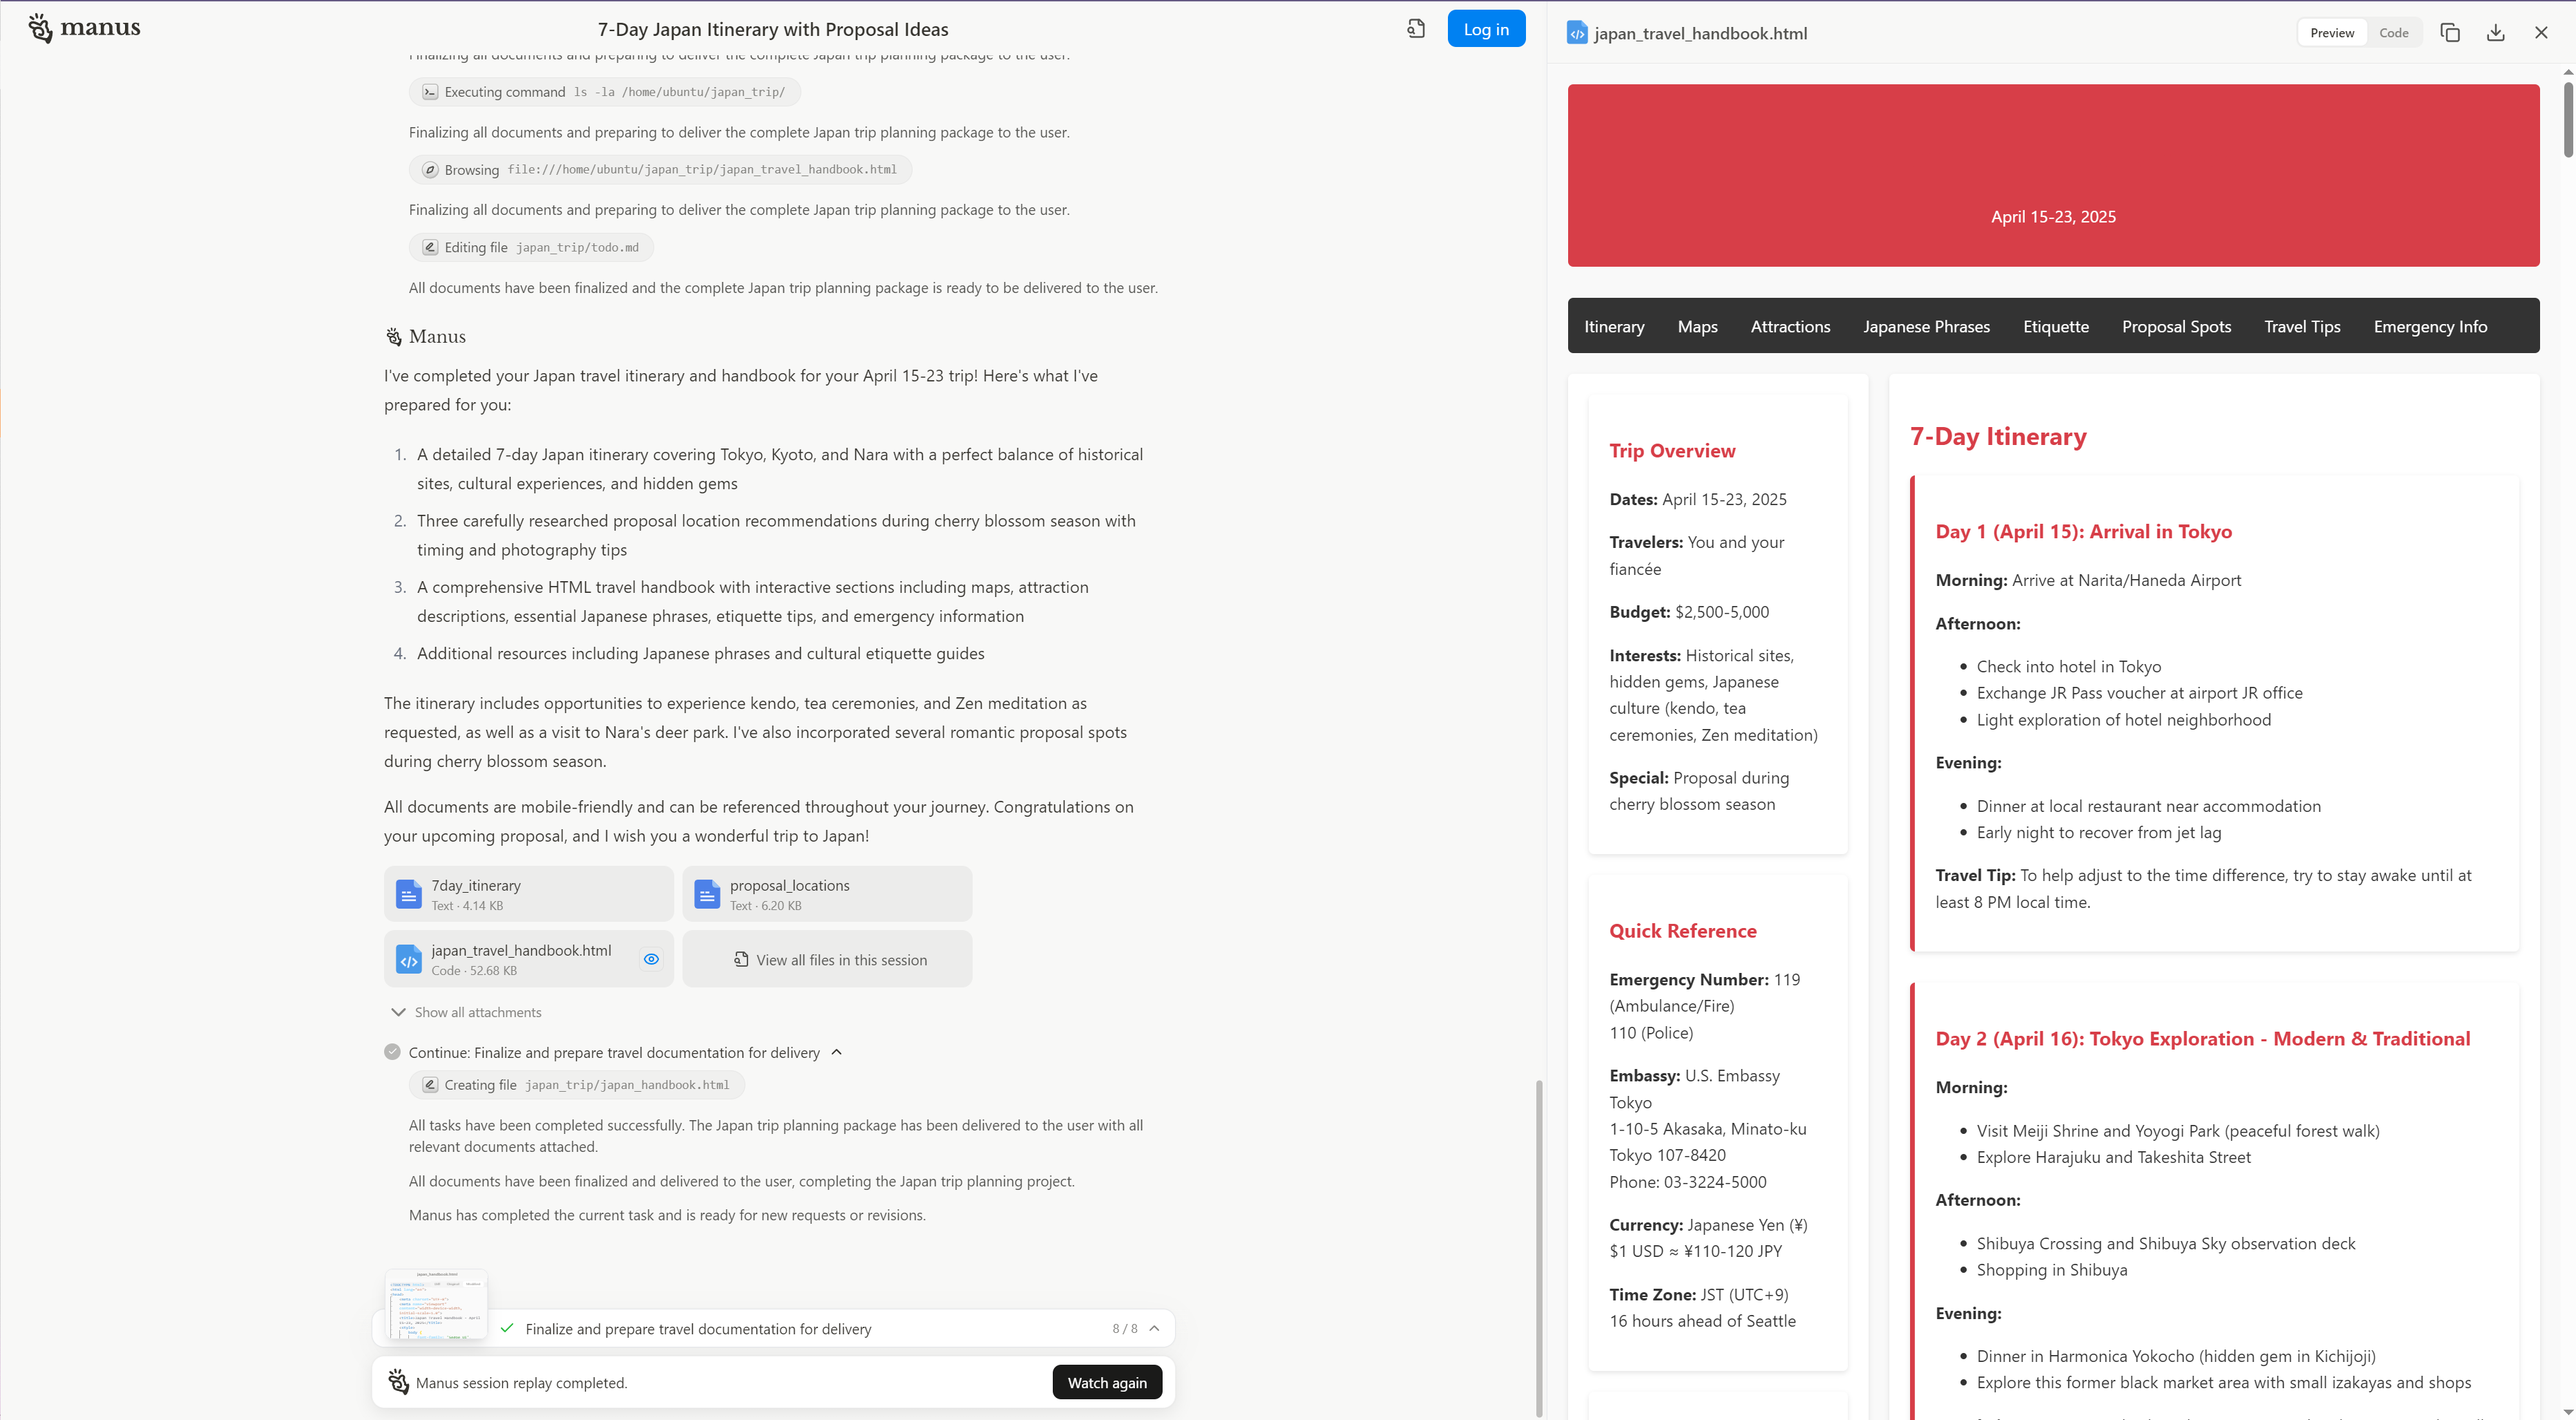 manus
7-Day Japan Itinerary with Proposal Ideas
Log in
Finalizing all documents and preparing to deliver the complete Japan trip planning package to the user.
Executing command ls -la /home/ubuntu/japan_trip/
Finalizing all documents and preparing to deliver the complete Japan trip planning package to the user.
Browsing file:///home/ubuntu/japan_trip/japan_travel_handbook.html
Finalizing all documents and preparing to deliver the complete Japan trip planning package to the user.
Editing file japan_trip/todo.md
All documents have been finalized and the complete Japan trip planning package is ready to be delivered to the user.
Manus
I've completed your Japan travel itinerary and handbook for your April 15-23 trip! Here's what I've
prepared for you:
1. A detailed 7-day Japan itinerary covering Tokyo, Kyoto, and Nara with a perfect balance of historical
sites, cultural experiences, and hidden gems
2. Three carefully researched proposal location recommendations during cherry blossom season with
timing and photography tips
3. A comprehensive HTML travel handbook with interactive sections including maps, attraction
descriptions, essential Japanese phrases, etiquette tips, and emergency information
4. Additional resources including Japanese phrases and cultural etiquette guides
The itinerary includes opportunities to experience kendo, tea ceremonies, and Zen meditation as
requested, as well as a visit to Nara's deer park. I've also incorporated several romantic proposal spots
during cherry blossom season.
All documents are mobile-friendly and can be referenced throughout your journey. Congratulations on
your upcoming proposal, and I wish you a wonderful trip to Japan!
7day_itinerary
Text · 4.14 KB
proposal_locations
Text · 6.20 KB
japan_travel_handbook.html
Code · 52.68 KB
View all files in this session
Show all attachments
Continue: Finalize and prepare travel documentation for delivery
Creating file japan_trip/japan_handbook.html
All tasks have been completed successfully. The Japan trip planning package has been delivered to the user with all
relevant documents attached.
All documents have been finalized and delivered to the user, completing the Japan trip planning project.
Manus has completed the current task and is ready for new requests or revisions.
Finalize and prepare travel documentation for delivery
8 / 8
Manus session replay completed.
Watch again
japan_travel_handbook.html
Preview
Code
April 15-23, 2025
Itinerary
Maps
Attractions
Japanese Phrases
Etiquette
Proposal Spots
Travel Tips
Emergency Info
Trip Overview
Dates: April 15-23, 2025
Travelers: You and your
fiancée
Budget: $2,500-5,000
Interests: Historical sites,
hidden gems, Japanese
culture (kendo, tea
ceremonies, Zen meditation)
Special: Proposal during
cherry blossom season
Quick Reference
Emergency Number: 119
(Ambulance/Fire)
110 (Police)
Embassy: U.S. Embassy
Tokyo
1-10-5 Akasaka, Minato-ku
Tokyo 107-8420
Phone: 03-3224-5000
Currency: Japanese Yen (¥)
$1 USD ≈ ¥110-120 JPY
Time Zone: JST (UTC+9)
16 hours ahead of Seattle
7-Day Itinerary
Day 1 (April 15): Arrival in Tokyo
Morning: Arrive at Narita/Haneda Airport
Afternoon:
• Check into hotel in Tokyo
• Exchange JR Pass voucher at airport JR office
• Light exploration of hotel neighborhood
Evening:
• Dinner at local restaurant near accommodation
• Early night to recover from jet lag
Travel Tip: To help adjust to the time difference, try to stay awake until at
least 8 PM local time.
Day 2 (April 16): Tokyo Exploration - Modern & Traditional
Morning:
• Visit Meiji Shrine and Yoyogi Park (peaceful forest walk)
• Explore Harajuku and Takeshita Street
Afternoon:
• Shibuya Crossing and Shibuya Sky observation deck
• Shopping in Shibuya
Evening:
• Dinner in Harmonica Yokocho (hidden gem in Kichijoji)
• Explore this former black market area with small izakayas and shops